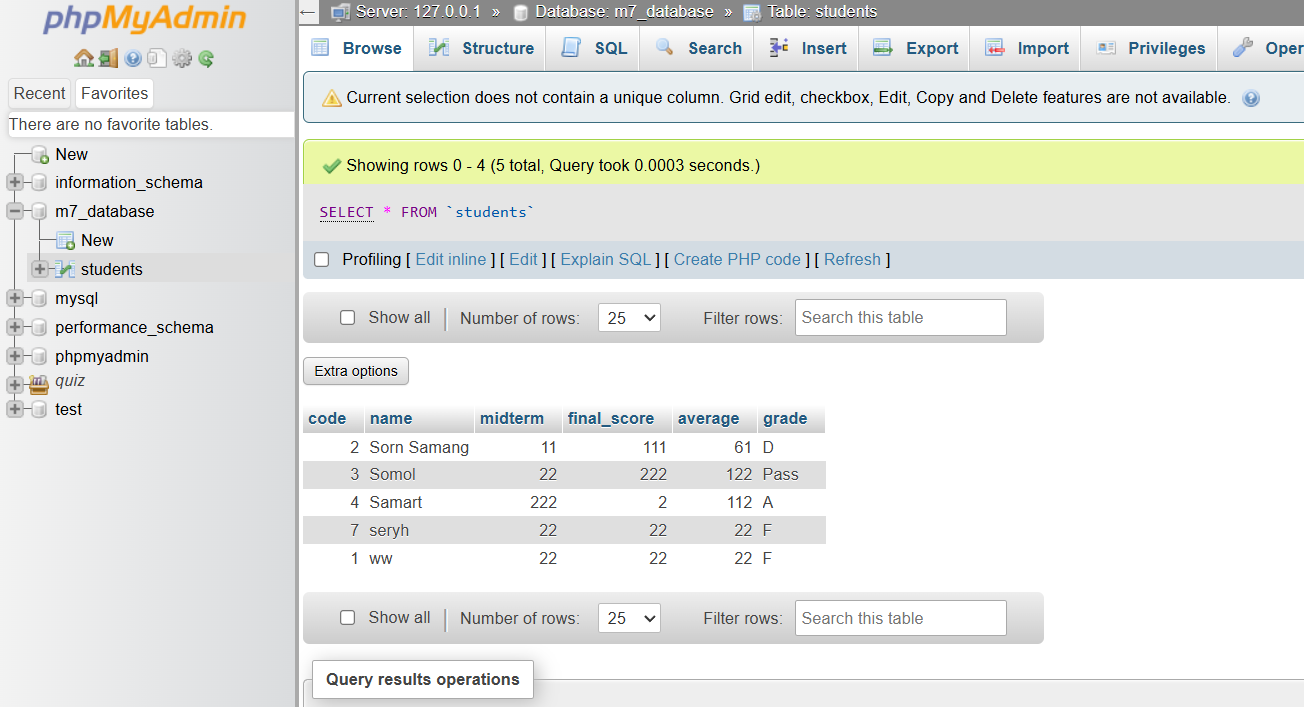 phpMyAdmin
Recent Favorites
There are no favorite tables.
New
information_schema
m7_database
New
students
mysql
performance_schema
phpmyadmin
quiz
test
Server: 127.0.0.1 » Database: m7_database » Table: students
Browse Structure SQL Search Insert Export Import Privileges Oper
Current selection does not contain a unique column. Grid edit, checkbox, Edit, Copy and Delete features are not available.
Showing rows 0 - 4 (5 total, Query took 0.0003 seconds.)
SELECT * FROM `students`
Profiling [ Edit inline ] [ Edit ] [ Explain SQL ] [ Create PHP code ] [ Refresh ]
Show all Number of rows: 25 Filter rows: Search this table
Extra options
code name midterm final_score average grade
2 Sorn Samang 11 111 61 D
3 Somol 22 222 122 Pass
4 Samart 222 2 112 A
7 seryh 22 22 22 F
1 ww 22 22 22 F
Show all Number of rows: 25 Filter rows: Search this table
Query results operations